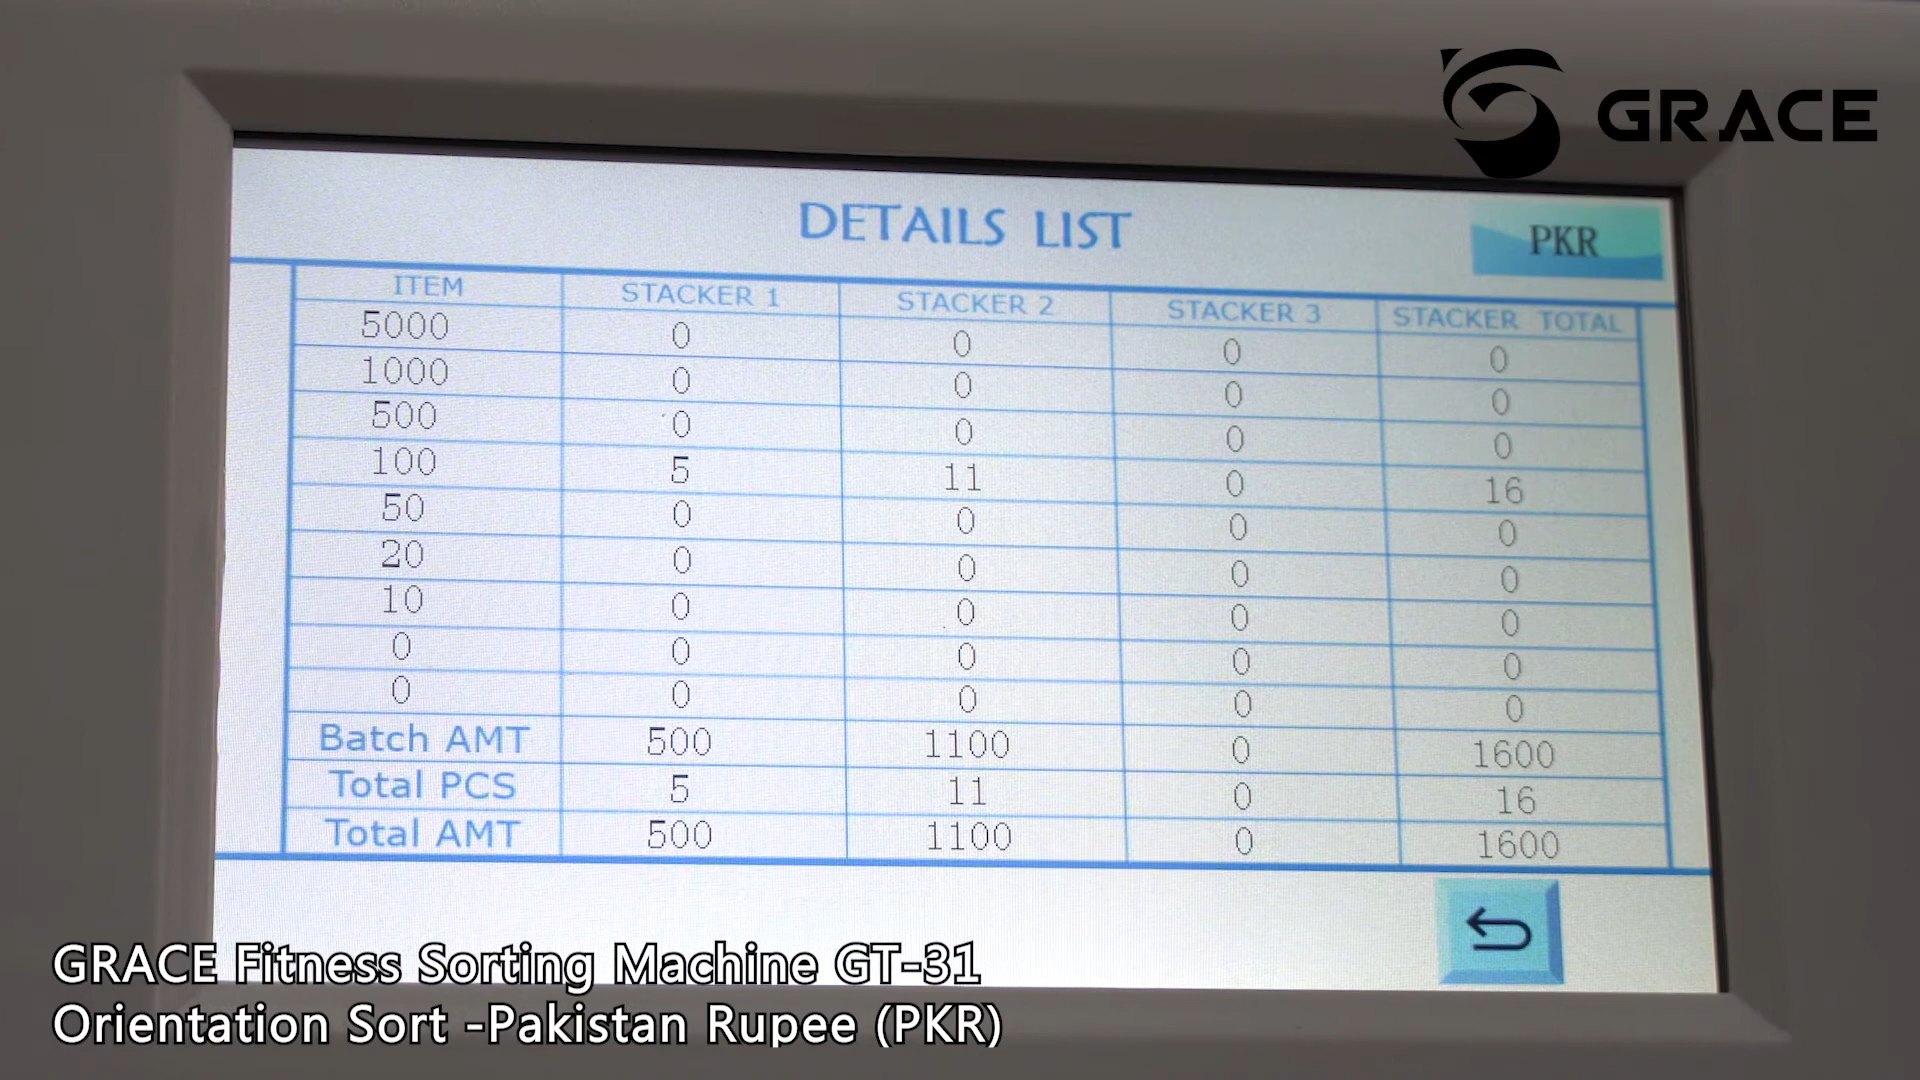 GRACE
DETAILS LIST
PKR
ITEM STACKER 1 STACKER 2 STACKER 3 STACKER TOTAL
5000 0 0 0 0
1000 0 0 0 0
500 0 0 0 0
100 5 11 0 16
50 0 0 0 0
20 0 0 0 0
10 0 0 0 0
0 0 0 0 0
0 0 0 0 0
Batch AMT 500 1100 0 1600
Total PCS 5 11 0 16
Total AMT 500 1100 0 1600
GRACE Fitness Sorting Machine GT-31
Orientation Sort -Pakistan Rupee (PKR)